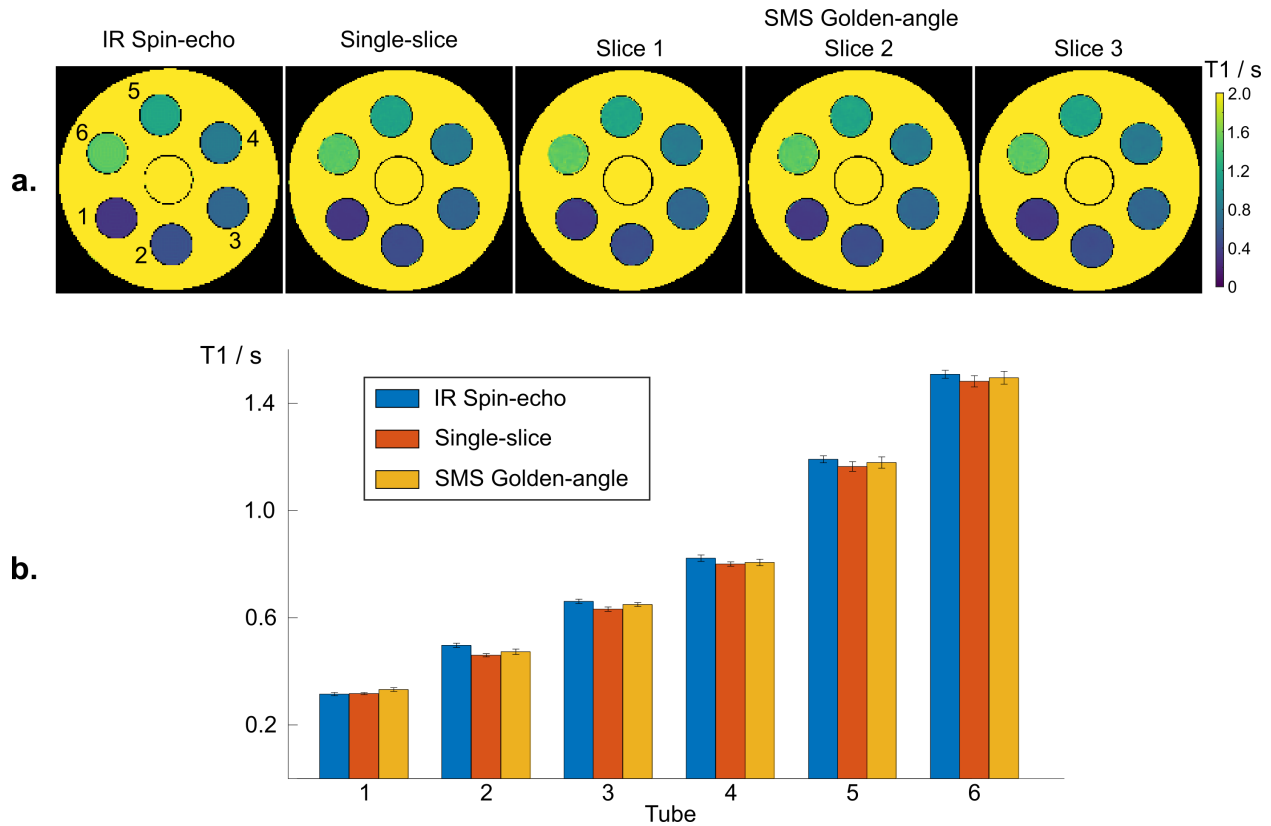 SMS Golden-angle
IR Spin-echo Single-slice Slice 1 Slice 2 Slice 3
T1 / s
a.
5
6
4
1
3
2
2.0
1.6
1.2
0.8
0.4
0
b.
T1 / s
1.4
1.0
0.6
0.2
IR Spin-echo
Single-slice
SMS Golden-angle
1 2 3 4 5 6
Tube